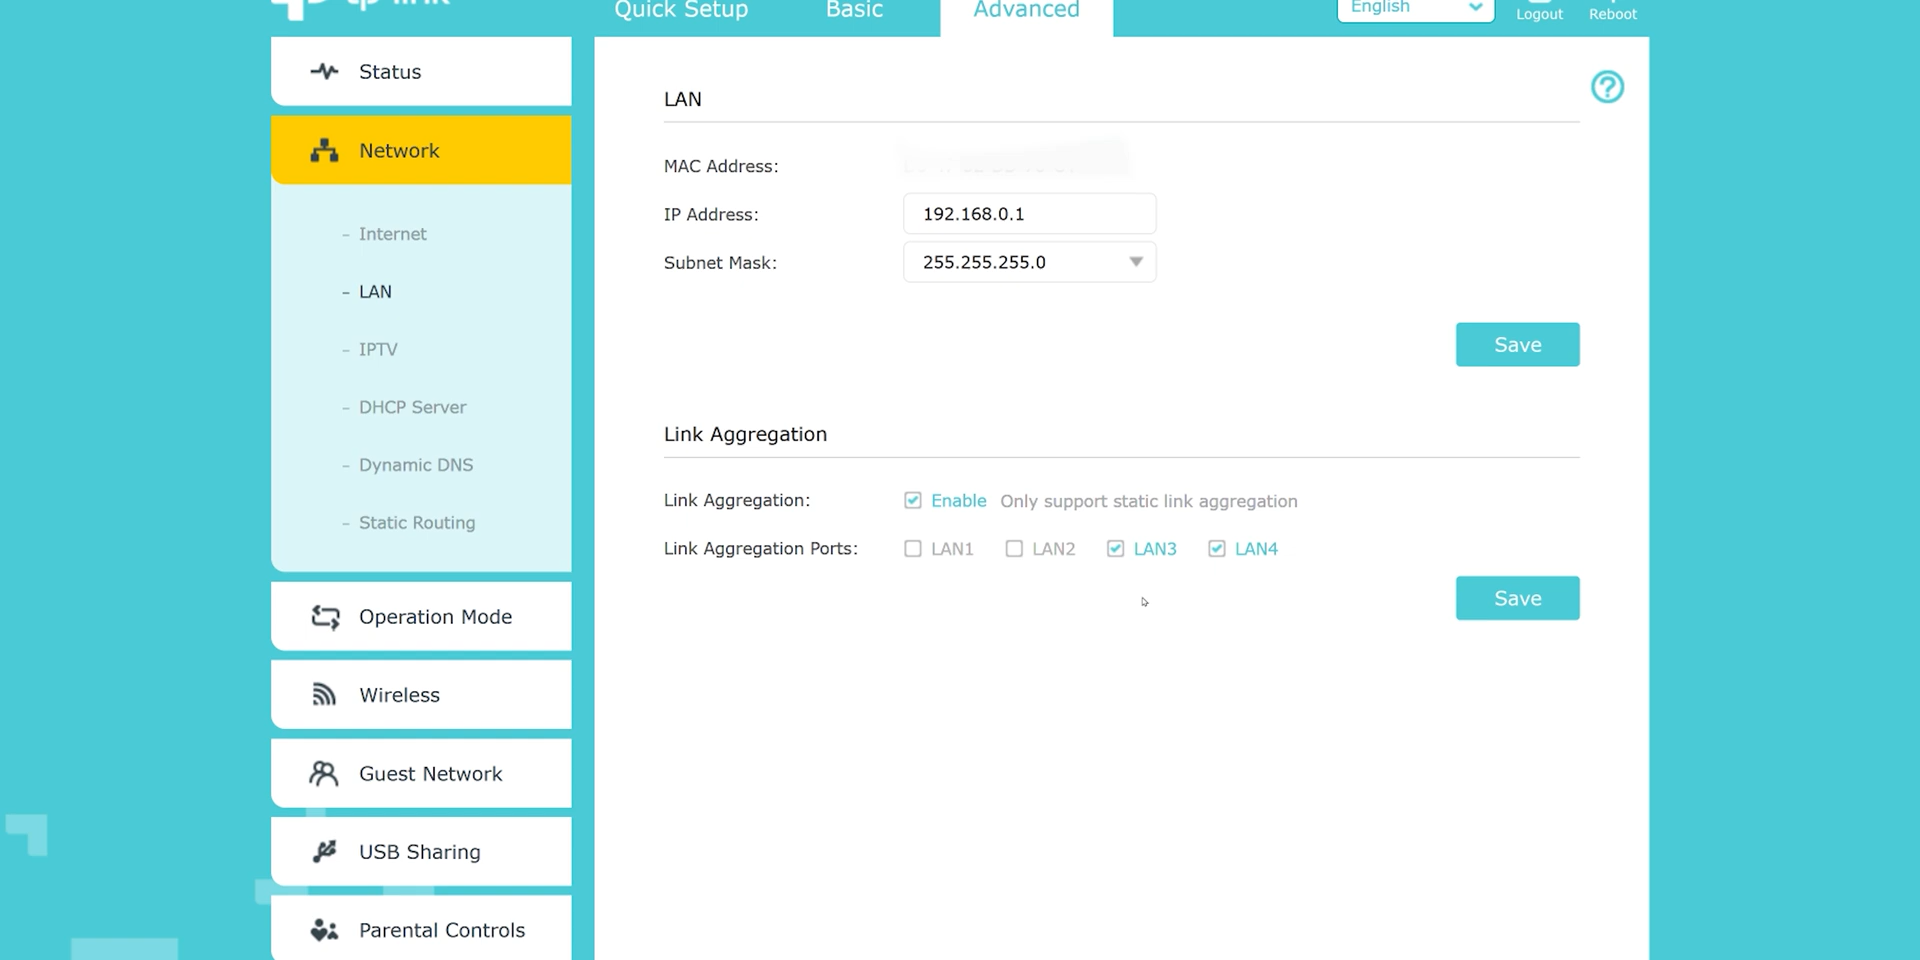 Quick Setup Basic Advanced English Logout Reboot
Status
Network
- Internet
- LAN
- IPTV
- DHCP Server
- Dynamic DNS
- Static Routing
Operation Mode
Wireless
Guest Network
USB Sharing
Parental Controls
LAN
MAC Address:
IP Address: 192.168.0.1
Subnet Mask: 255.255.255.0
Save
Link Aggregation
Link Aggregation: Enable Only support static link aggregation
Link Aggregation Ports: LAN1 LAN2 LAN3 LAN4
Save